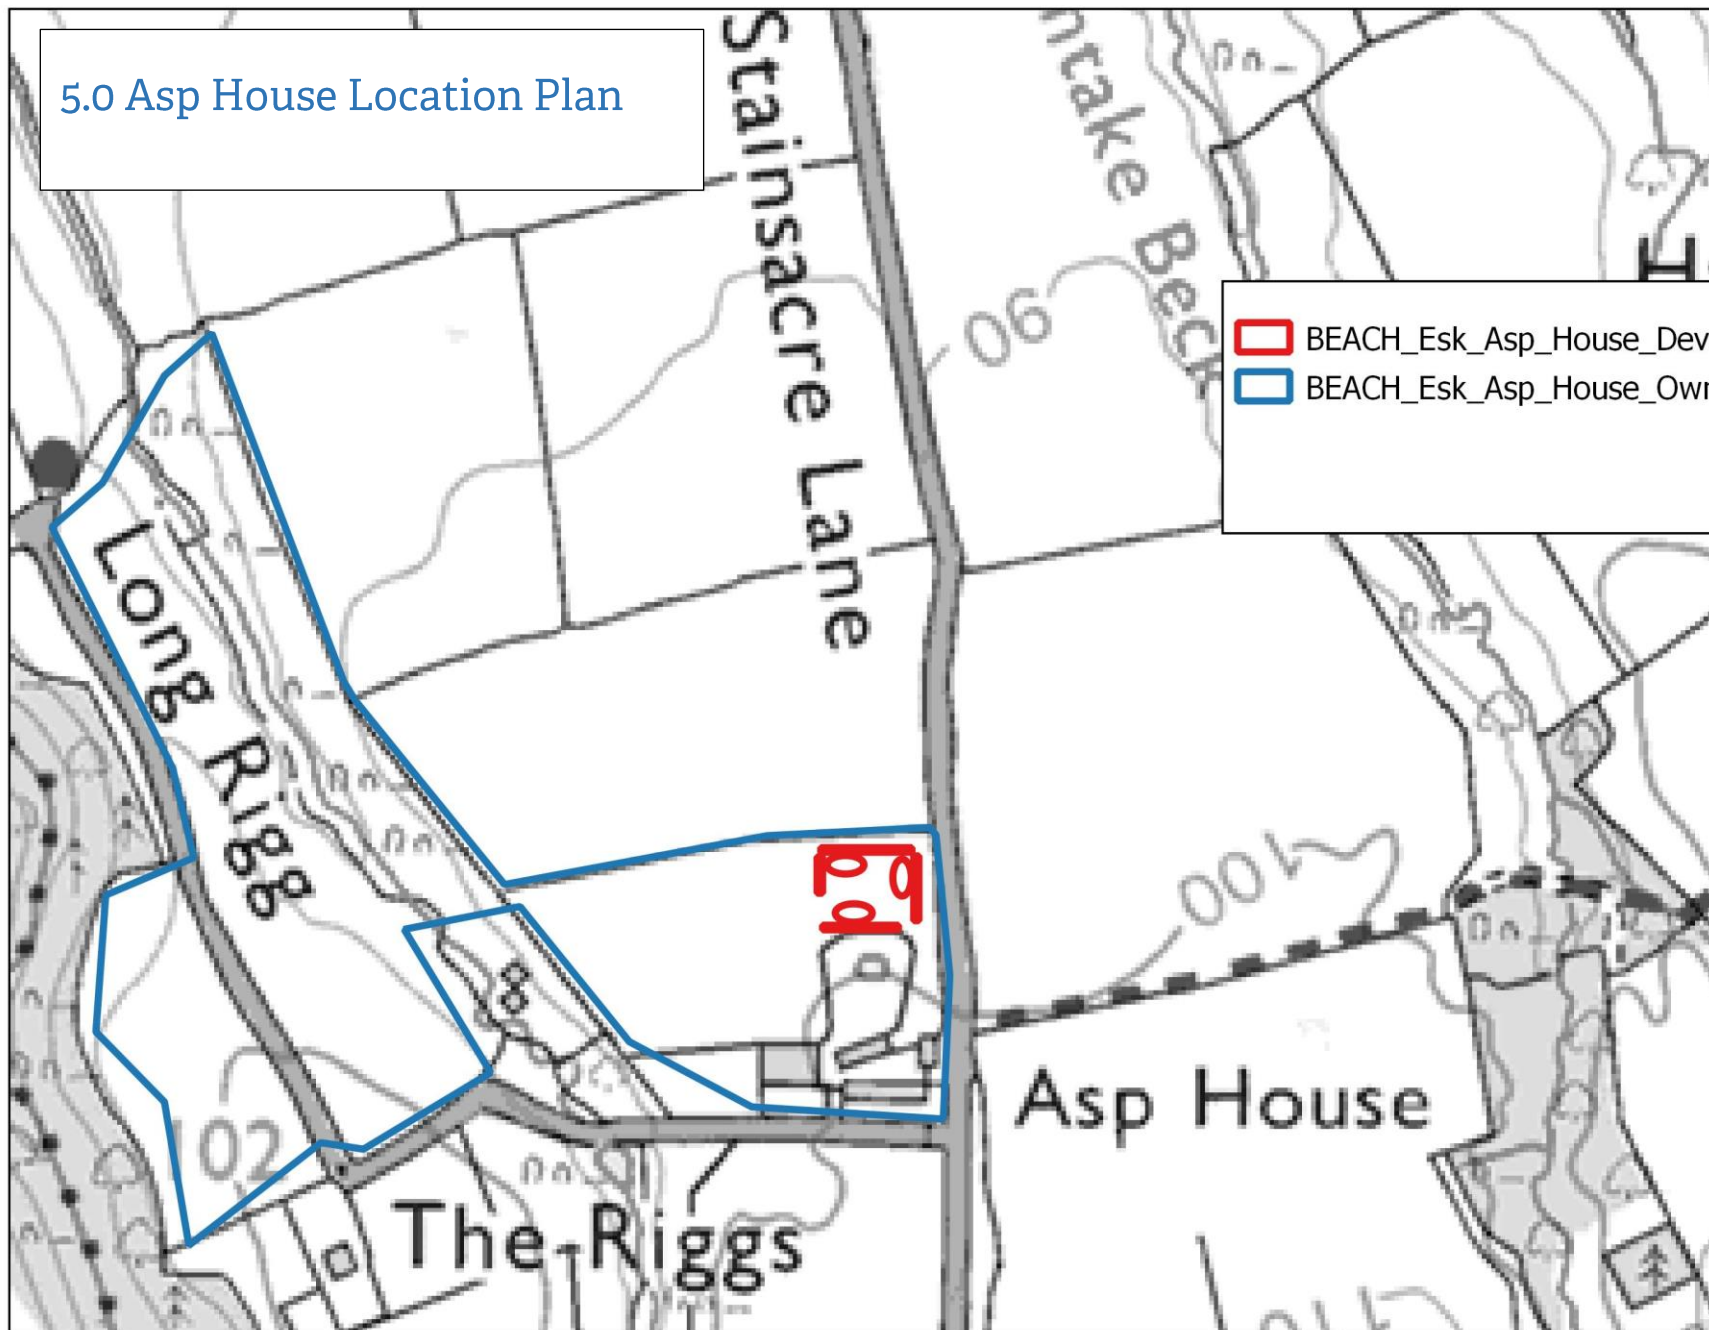 5.0 Asp House Location Plan
Stainsacre Lane
ntake Beck
90
BEACH_Esk_Asp_House_Dev
BEACH_Esk_Asp_House_Own
Long Rigg
100
Asp House
102
The Riggs
110